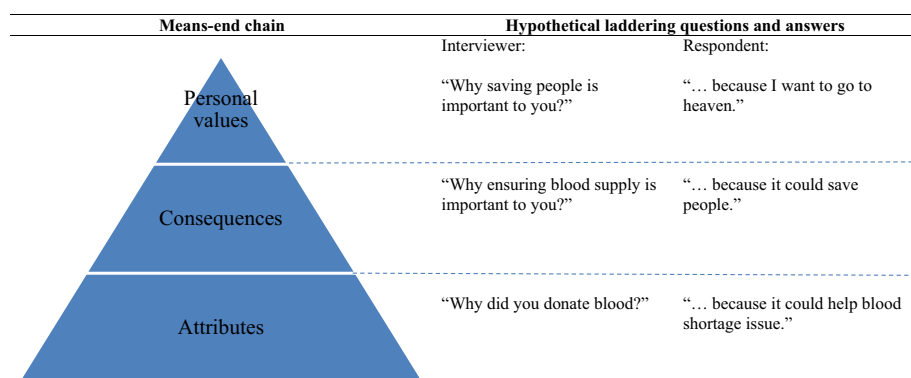 Means-end chain
Hypothetical laddering questions and answers
Interviewer:
Respondent:
Personal
values
“Why saving people is
important to you?”
“… because I want to go to
heaven.”
Consequences
“Why ensuring blood supply is
important to you?”
“… because it could save
people.”
Attributes
“Why did you donate blood?”
“… because it could help blood
shortage issue.”